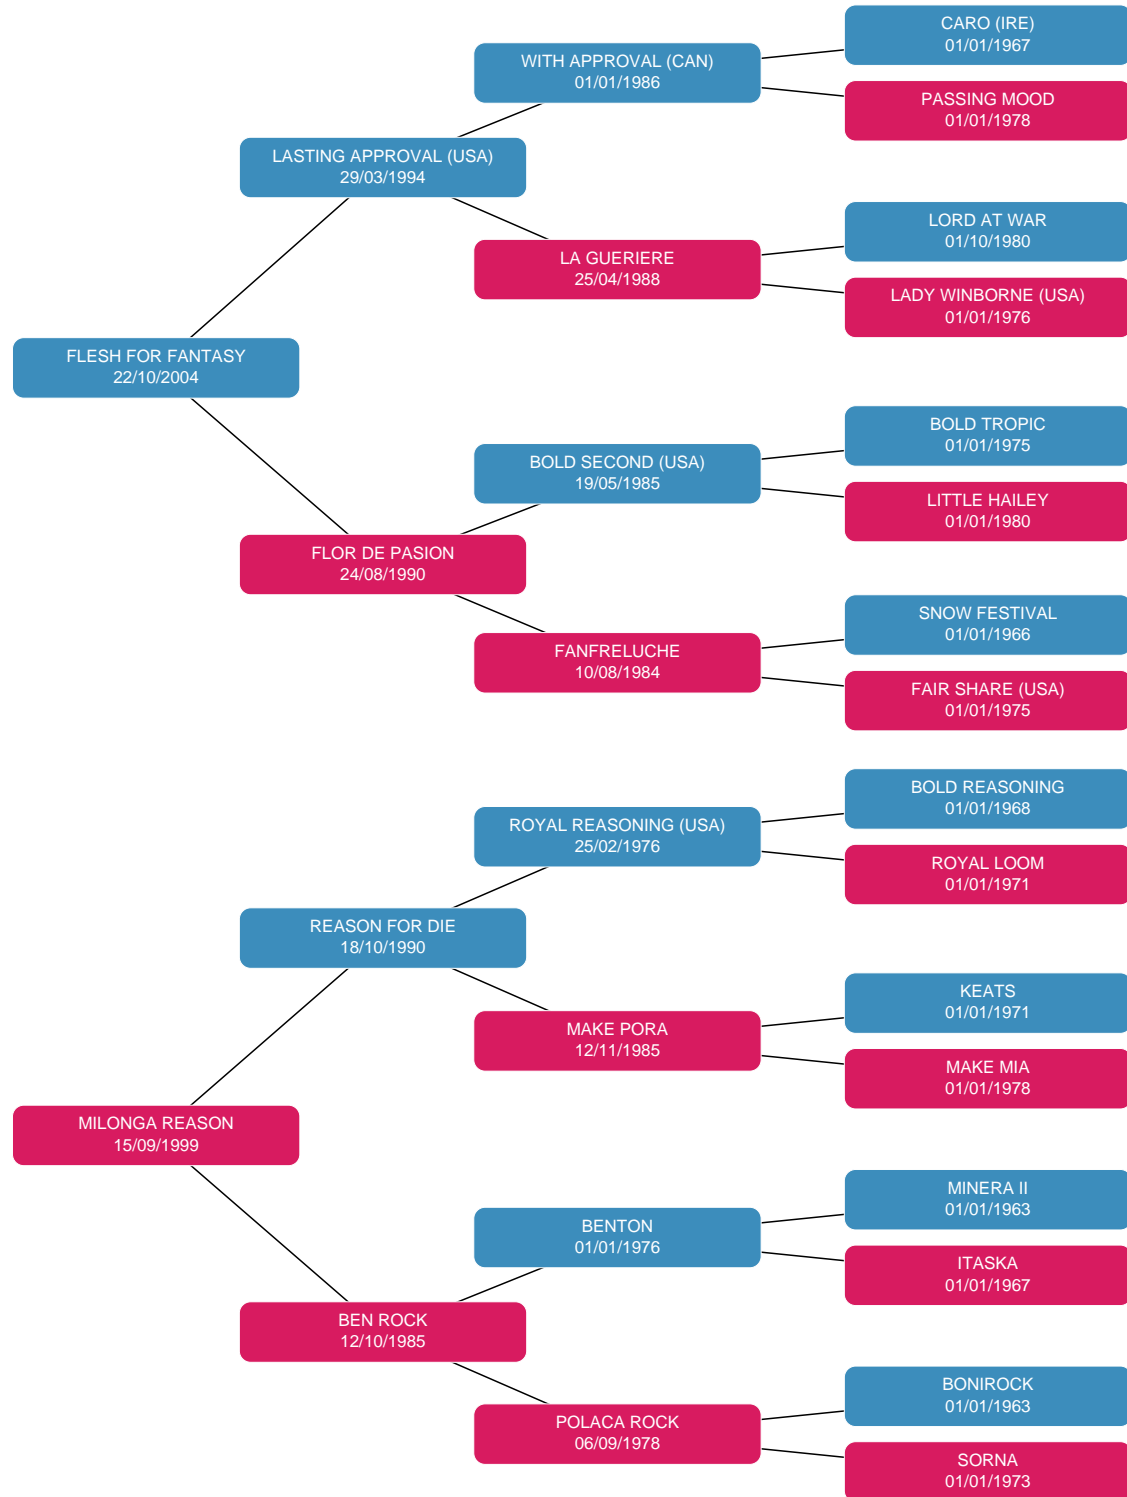 CARO (IRE)
01/01/1967
WITH APPROVAL (CAN)
01/01/1986
PASSING MOOD
01/01/1978
LASTING APPROVAL (USA)
29/03/1994
LORD AT WAR
01/10/1980
LA GUERIERE
25/04/1988
LADY WINBORNE (USA)
01/01/1976
FLESH FOR FANTASY
22/10/2004
BOLD TROPIC
01/01/1975
BOLD SECOND (USA)
19/05/1985
LITTLE HAILEY
01/01/1980
FLOR DE PASION
24/08/1990
SNOW FESTIVAL
01/01/1966
FANFRELUCHE
10/08/1984
FAIR SHARE (USA)
01/01/1975
BOLD REASONING
01/01/1968
ROYAL REASONING (USA)
25/02/1976
ROYAL LOOM
01/01/1971
REASON FOR DIE
18/10/1990
KEATS
01/01/1971
MAKE PORA
12/11/1985
MAKE MIA
01/01/1978
MILONGA REASON
15/09/1999
MINERA II
01/01/1963
BENTON
01/01/1976
ITASKA
01/01/1967
BEN ROCK
12/10/1985
BONIROCK
01/01/1963
POLACA ROCK
06/09/1978
SORNA
01/01/1973